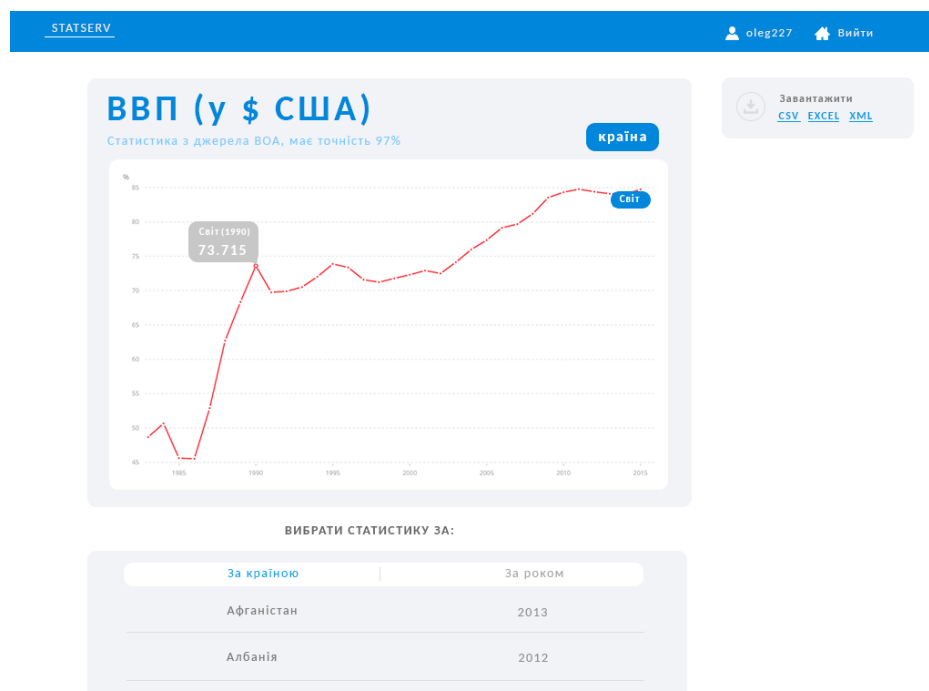 STATSERV
oleg227 Вийти
ВВП (у $ США)
Статистика з джерела ВОА, має точність 97%
країна
Завантажити
CSV EXCEL XML
%
85
Світ
80
Світ (1990)
73.715
75
70
65
60
55
50
45
1985 1990 1995 2000 2005 2010 2015
ВИБРАТИ СТАТИСТИКУ ЗА:
За країною За роком
Афганістан 2013
Албанія 2012